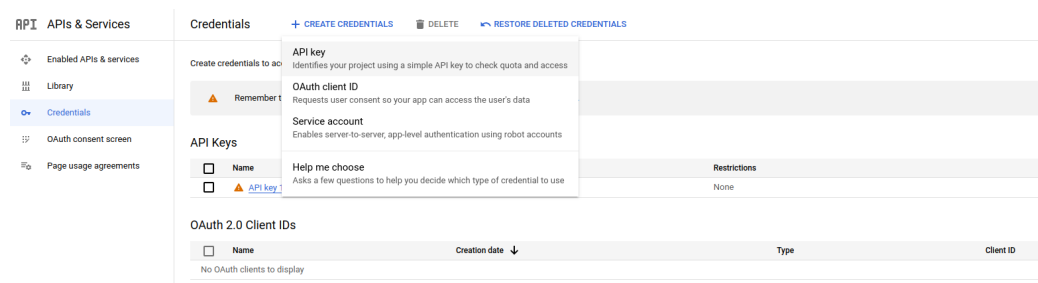 API APIs & Services
Credentials
+ CREATE CREDENTIALS
DELETE
RESTORE DELETED CREDENTIALS
Enabled APIs & services
Library
Credentials
OAuth consent screen
Page usage agreements
Create credentials to ac
Remember t
API key
Identifies your project using a simple API key to check quota and access
OAuth client ID
Requests user consent so your app can access the user's data
Service account
Enables server-to-server, app-level authentication using robot accounts
Help me choose
Asks a few questions to help you decide which type of credential to use
API Keys
Name Restrictions
API key 1 None
OAuth 2.0 Client IDs
Name Creation date Type Client ID
No OAuth clients to display